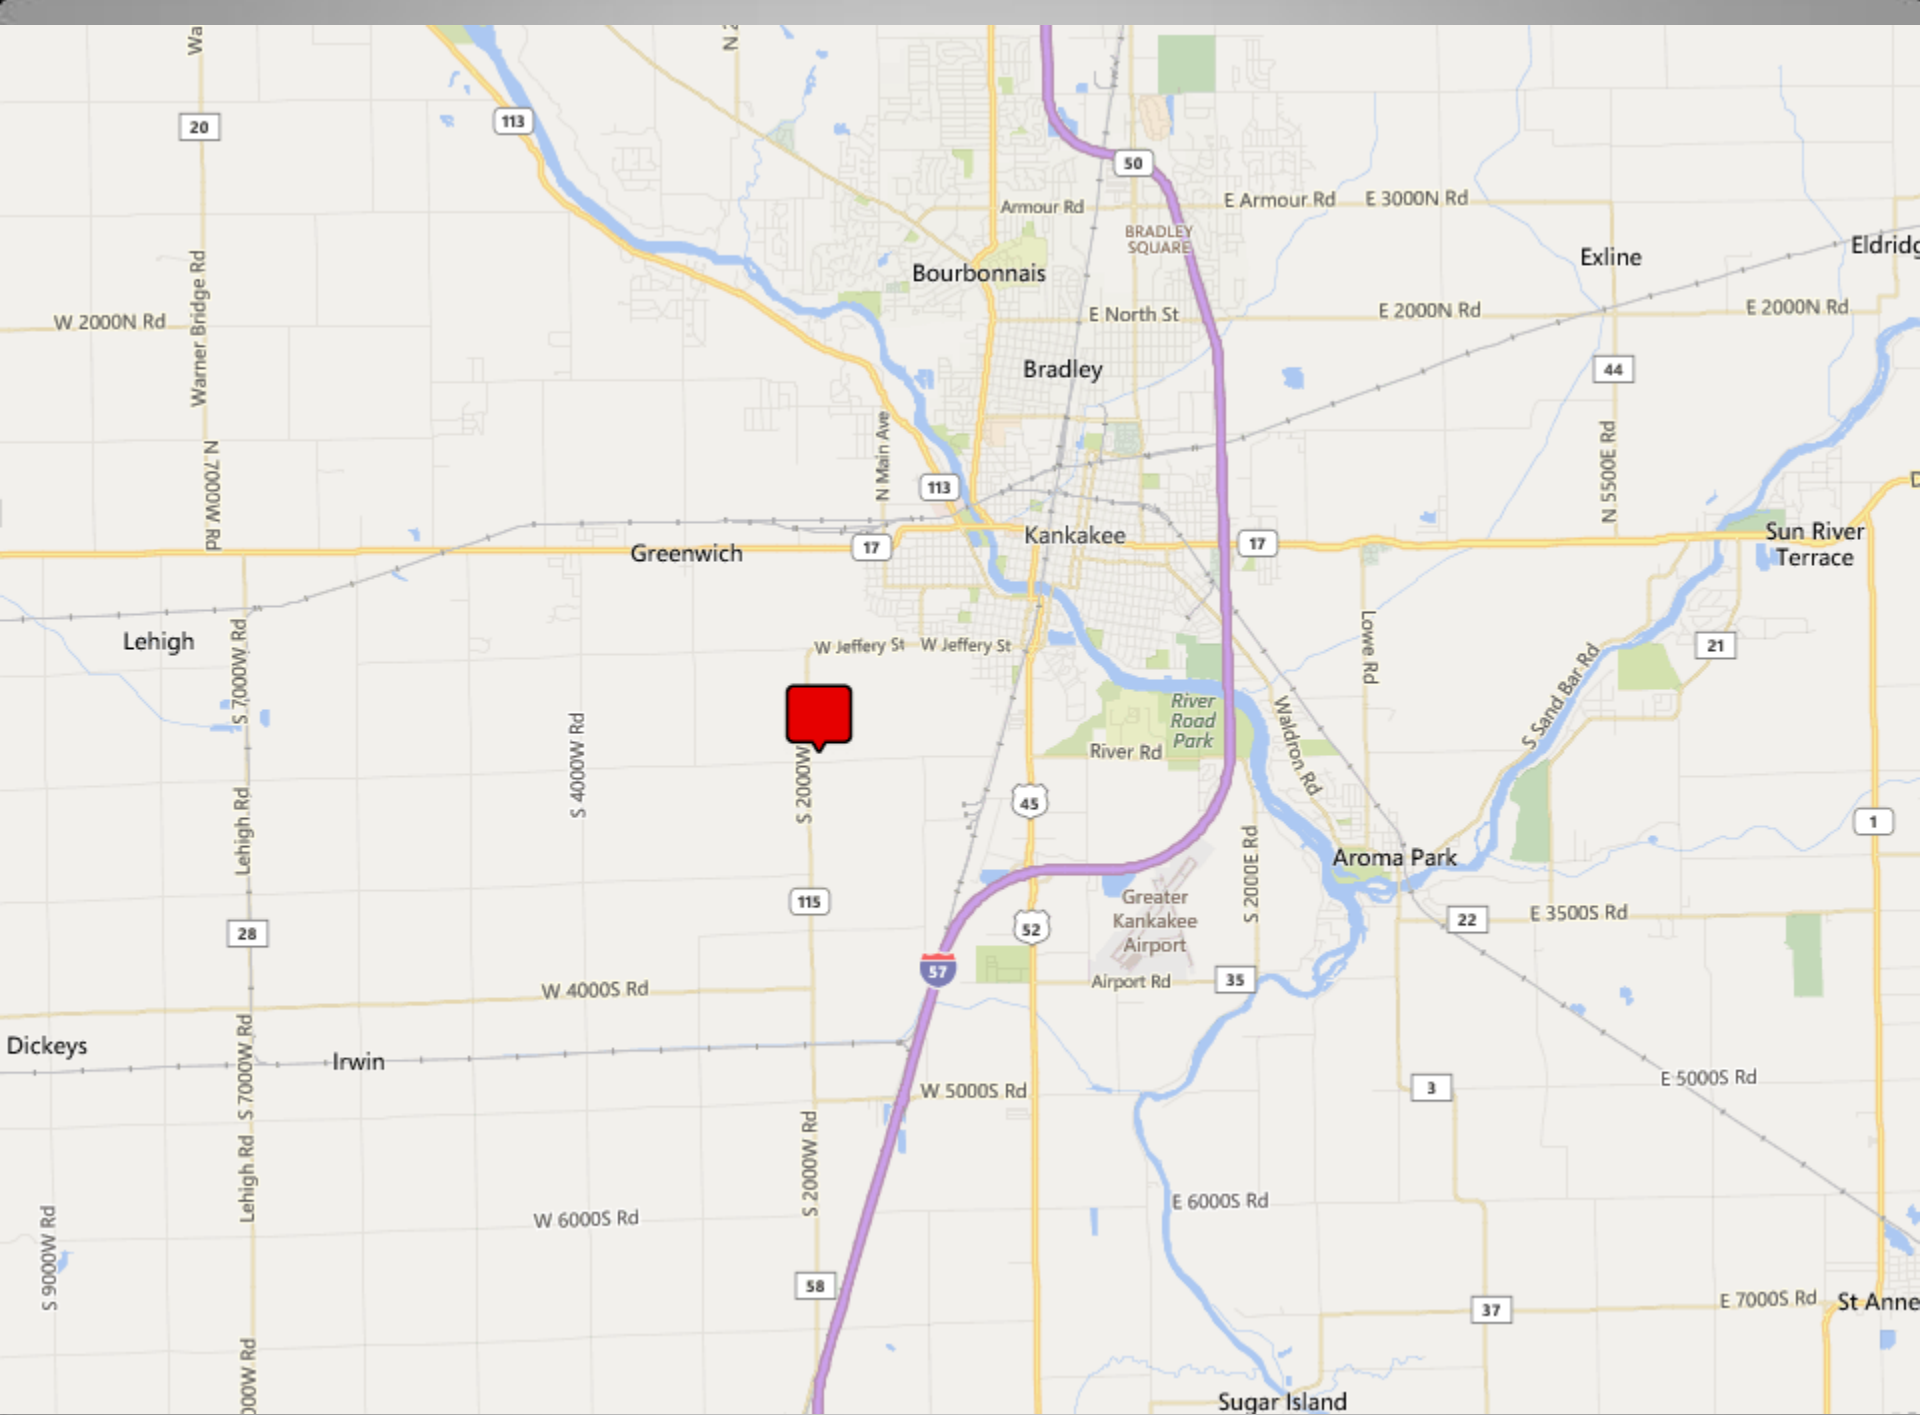 Wa
N 2
20
113
50
Armour Rd
E Armour Rd
E 3000N Rd
BRADLEY
SQUARE
Exline
Eldridg
Warner Bridge Rd
Bourbonnais
W 2000N Rd
E North St
E 2000N Rd
E 2000N Rd
Bradley
44
N Main Ave
N 7000W Rd
N 5500E Rd
113
D
Kankakee
17
17
Greenwich
Sun River
Terrace
Lehigh
W Jeffery St
W Jeffery St
S 7000W Rd
Lowe Rd
21
S Sand Bar Rd
River
Road
Park
Waldron Rd
S 4000W Rd
S 2000W
River Rd
45
1
Lehigh Rd
S 2000E Rd
Aroma Park
115
Greater
Kankakee
Airport
22
E 3500S Rd
28
52
57
W 4000S Rd
Airport Rd
35
Dickeys
Irwin
S 7000W Rd
W 5000S Rd
3
E 5000S Rd
Lehigh Rd
S 2000W Rd
W 6000S Rd
E 6000S Rd
S 9000W Rd
58
37
E 7000S Rd
St Anne
00W Rd
Sugar Island